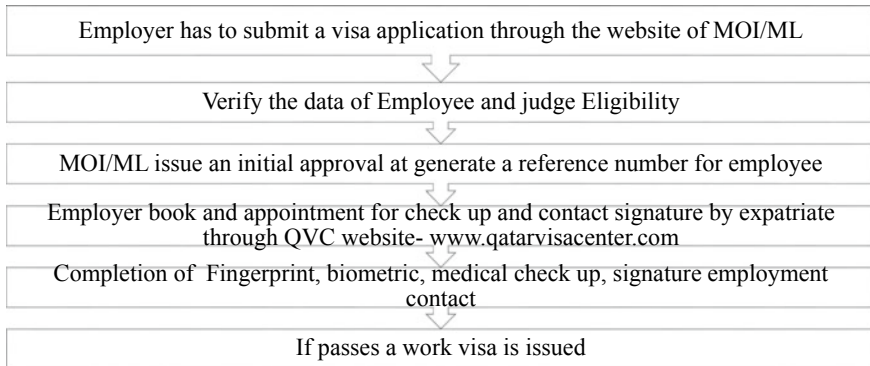 Employer has to submit a visa application through the website of MOI/ML
Verify the data of Employee and judge Eligibility
MOI/ML issue an initial approval at generate a reference number for employee
Employer book and appointment for check up and contact signature by expatriate
through QVC website- www.qatarvisacenter.com
Completion of Fingerprint, biometric, medical check up, signature employment
contact
If passes a work visa is issued